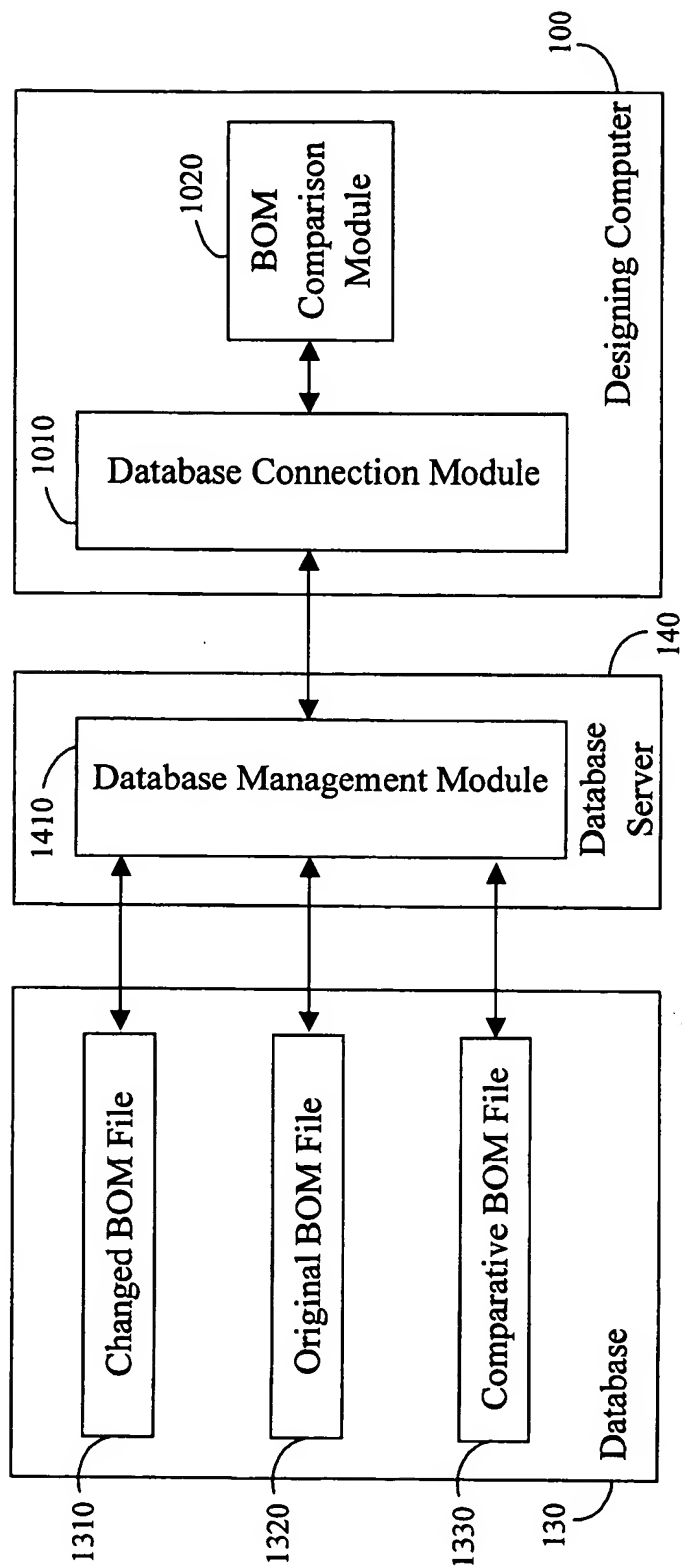 1310
Changed BOM File
1320
Original BOM File
1330
Comparative BOM File
130
Database
1410
Database Management Module
Database
Server
140
1010
Database Connection Module
1020
BOM
Comparison
Module
Designing Computer
100